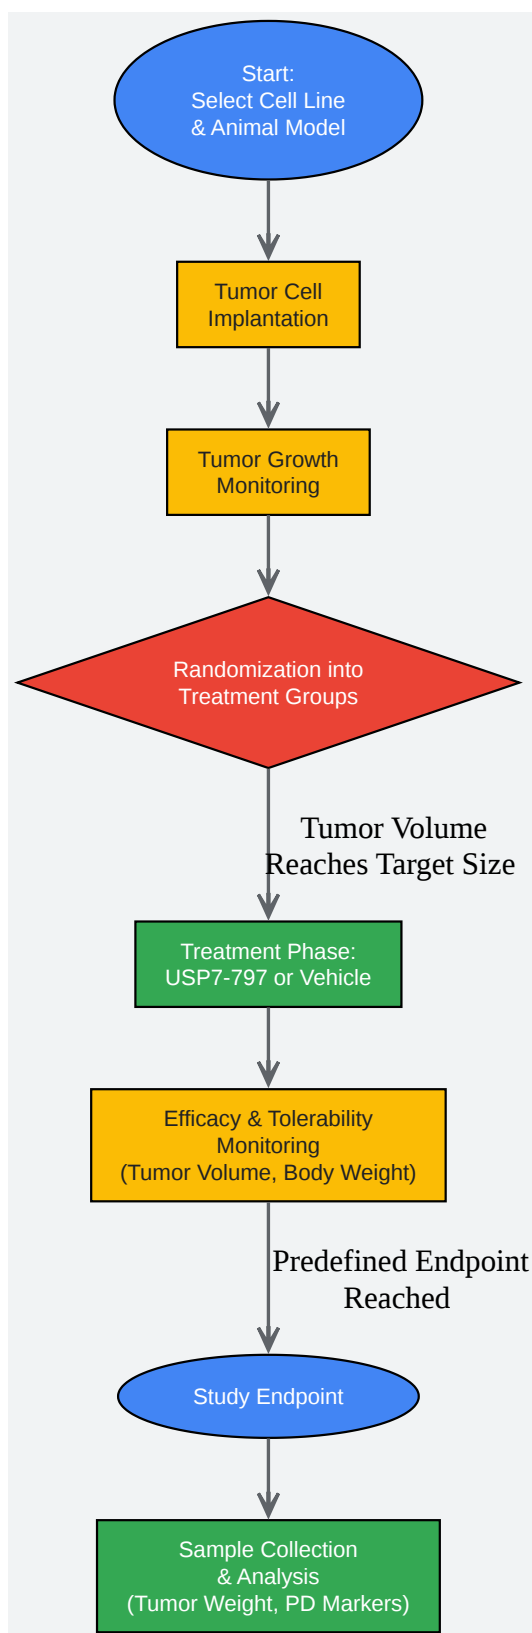 Start:
Select Cell Line
& Animal Model
Tumor Cell
Implantation
Tumor Growth
Monitoring
Randomization into
Treatment Groups
Tumor Volume
Reaches Target Size
Treatment Phase:
USP7-797 or Vehicle
Efficacy & Tolerability
Monitoring
(Tumor Volume, Body Weight)
Predefined Endpoint
Reached
Study Endpoint
Sample Collection
& Analysis
(Tumor Weight, PD Markers)